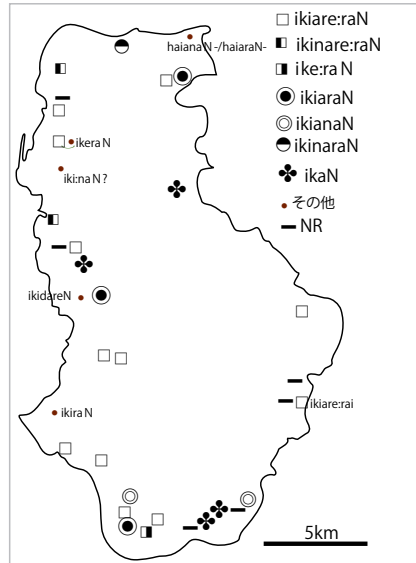 haianaN-/haiaraN-
ikiare:raN
ikinare:raN
ike:raN
ikiaraN
ikianaN
ikinaraN
ikaN
その他
NR
ikeraN
iki:naN?
ikidareN
ikiraN
ikiare:rai
5km